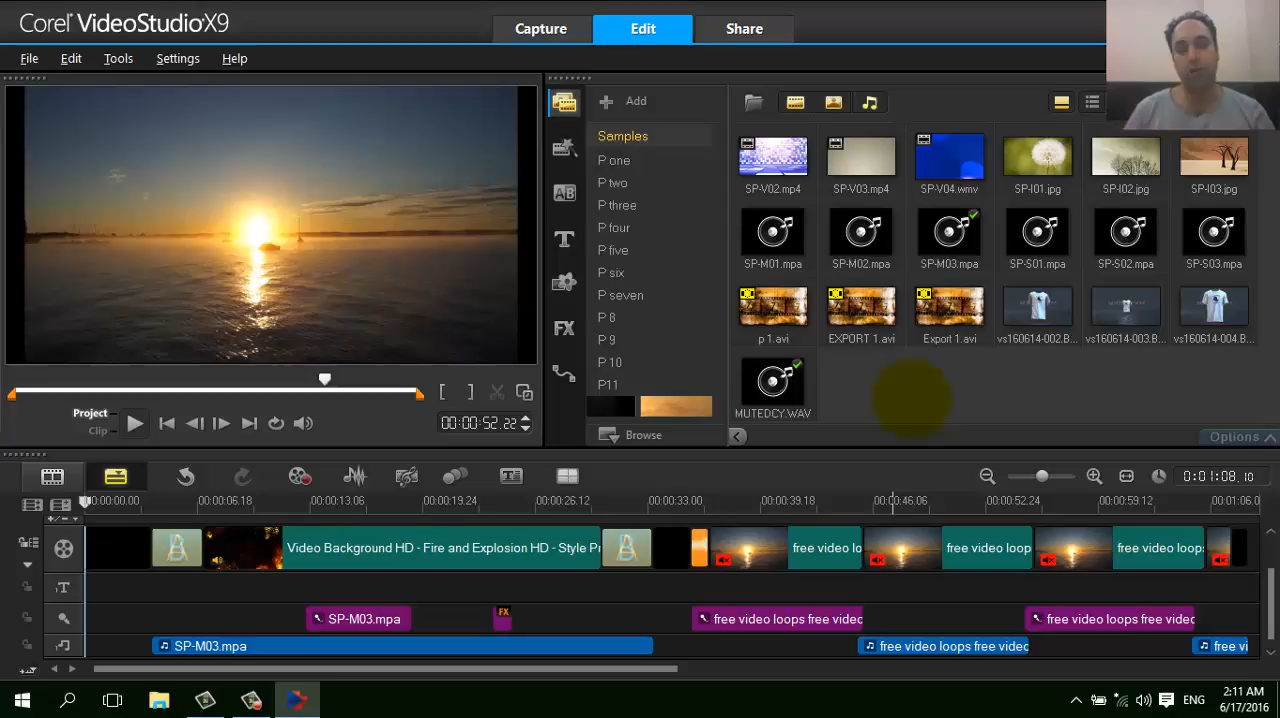 Corel® VideoStudio®X9
Capture
Edit
Share
File
Edit
Tools
Settings
Help
Add
Samples
P one
P two
P three
P four
P five
P six
P seven
P 8
P 9
P 10
P11
Browse
SP-V02.mp4
SP-V03.mp4
SP-V04.wmv
SP-I01.jpg
SP-I02.jpg
SP-I03.jpg
SP-M01.mpa
SP-M02.mpa
SP-M03.mpa
SP-S01.mpa
SP-S02.mpa
SP-S03.mpa
p 1.avi
EXPORT 1.avi
Export 1.avi
vs160614-002.B...
vs160614-003.B...
vs160614-004.B...
MUTEDCY.WAV
AB
T
FX
Options
Project
Clip
[ ]
00:00:52.22
0:01:08.10
00:00:00.00
00:00:06.18
00:00:13.06
00:00:19.24
00:00:26.12
00:00:33.00
00:00:39.18
00:00:46.06
00:00:52.24
00:00:59.12
00:01:06.0
Video Background HD - Fire and Explosion HD - Style Pr
free video lo
free video loop
free video loops
SP-M03.mpa
FX
free video loops free videc
free video loops free videc
SP-M03.mpa
free video loops free videc
free vi
ENG
2:11 AM
6/17/2016